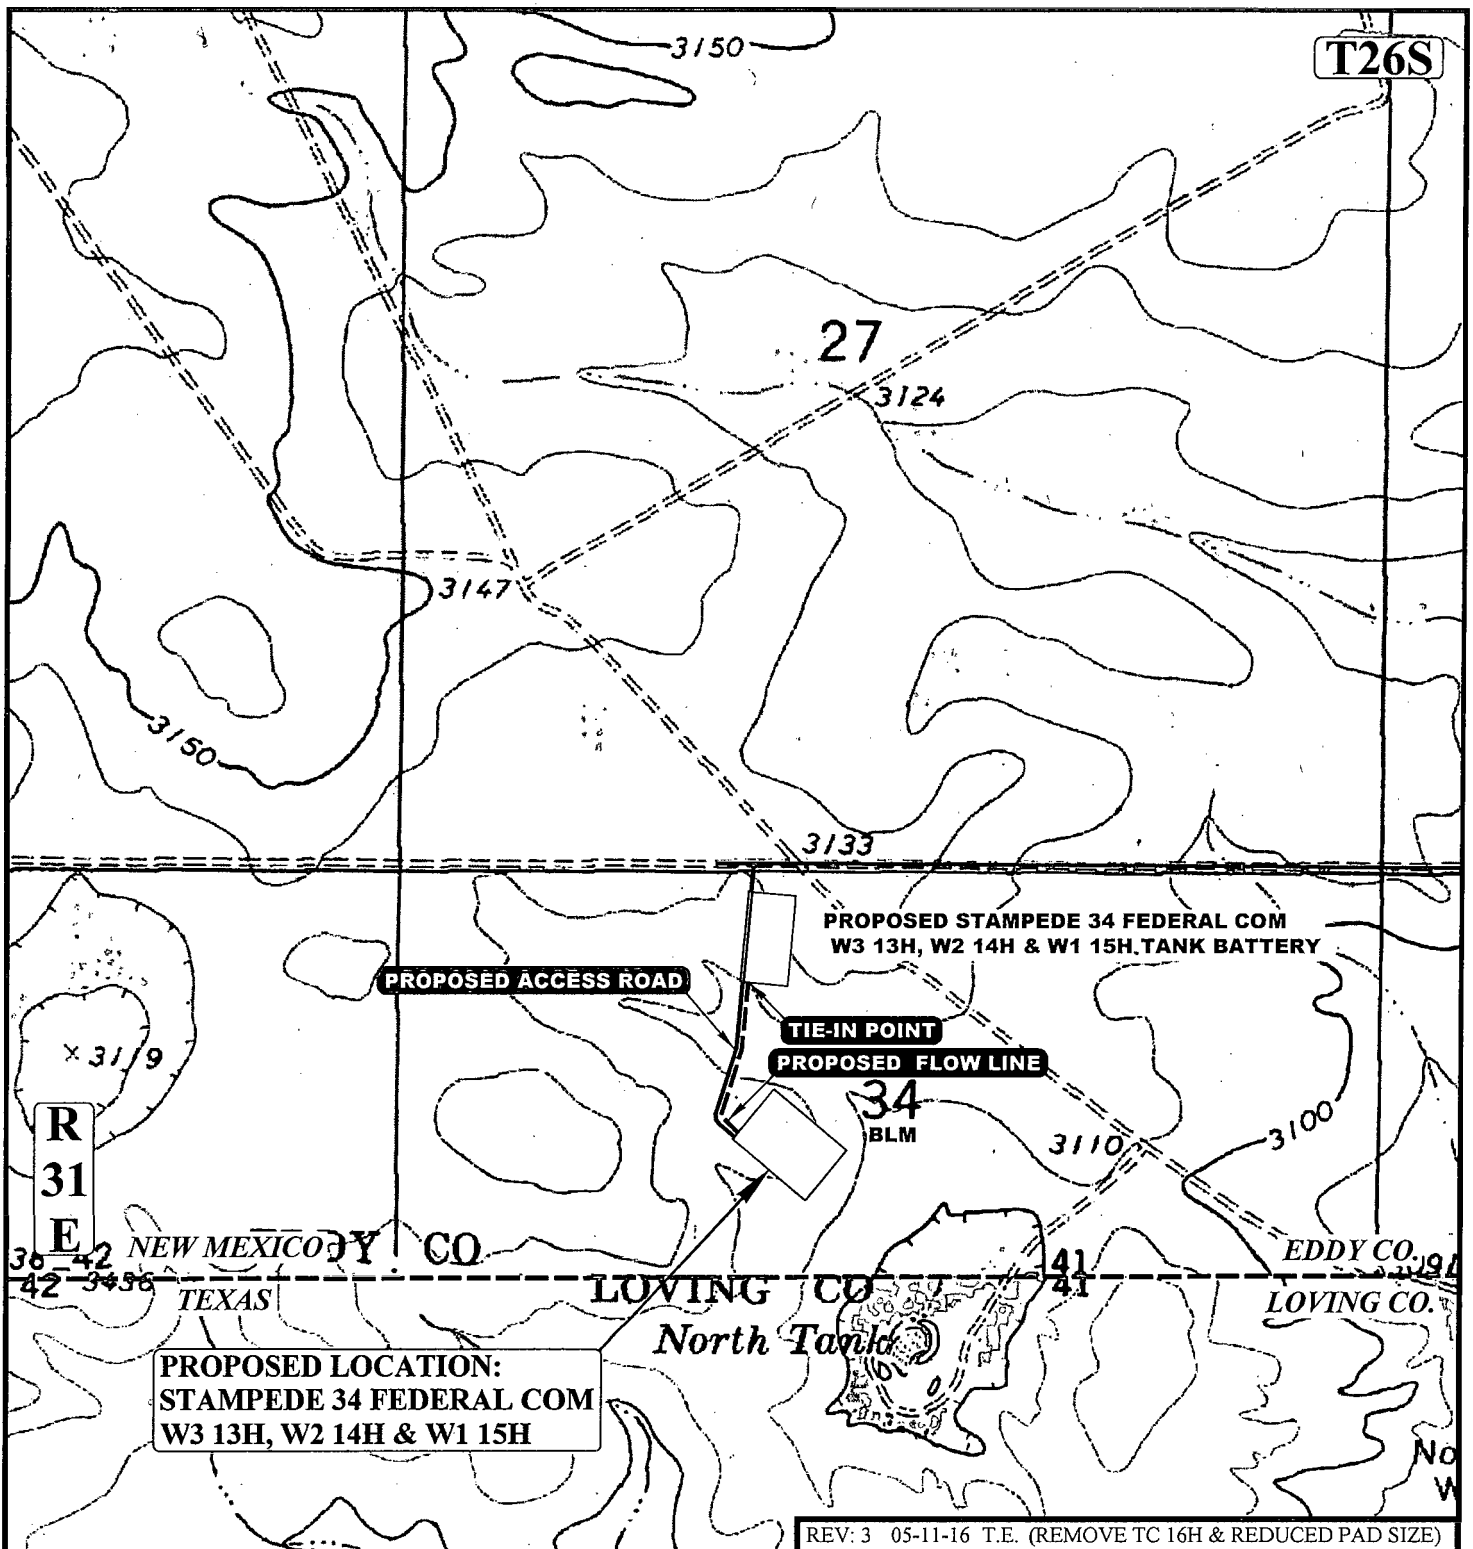 3150
T26S
27
3124
3147
3150
3133
PROPOSED STAMPEDE 34 FEDERAL COM
W3 13H, W2 14H & W1 15H TANK BATTERY
PROPOSED ACCESS ROAD
TIE-IN POINT
3119
PROPOSED FLOW LINE
34
BLM
R
31
E
3110
3100
NEW MEXICO
CO
EDDY CO.
41
42
41
TEXAS
LOVING CO
LOVING CO.
North Tank
PROPOSED LOCATION:
STAMPEDE 34 FEDERAL COM
W3 13H, W2 14H & W1 15H
REV: 3 05-11-16 T.E. (REMOVE TC 16H & REDUCED PAD SIZE)